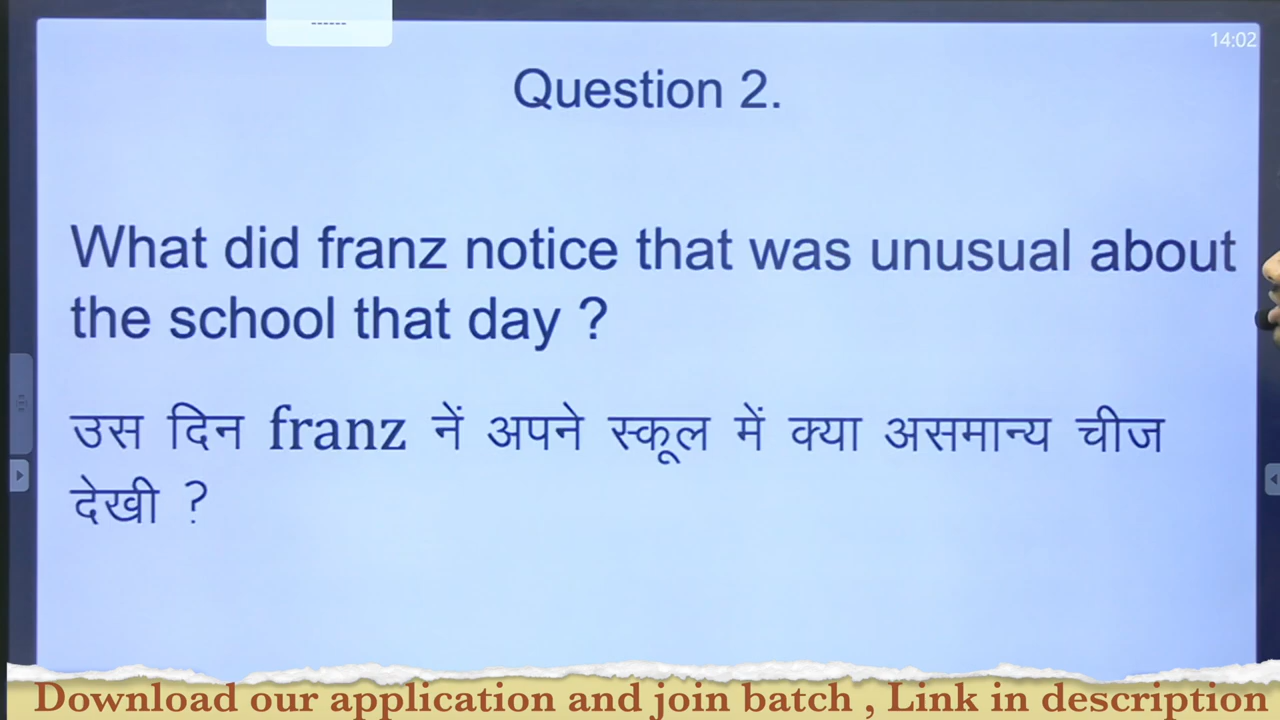 ------
14:02
Question 2.
What did franz notice that was unusual about
the school that day ?
उस दिन franz नें अपने स्कूल में क्या असमान्य चीज
देखी ?
Download our application and join batch , Link in description